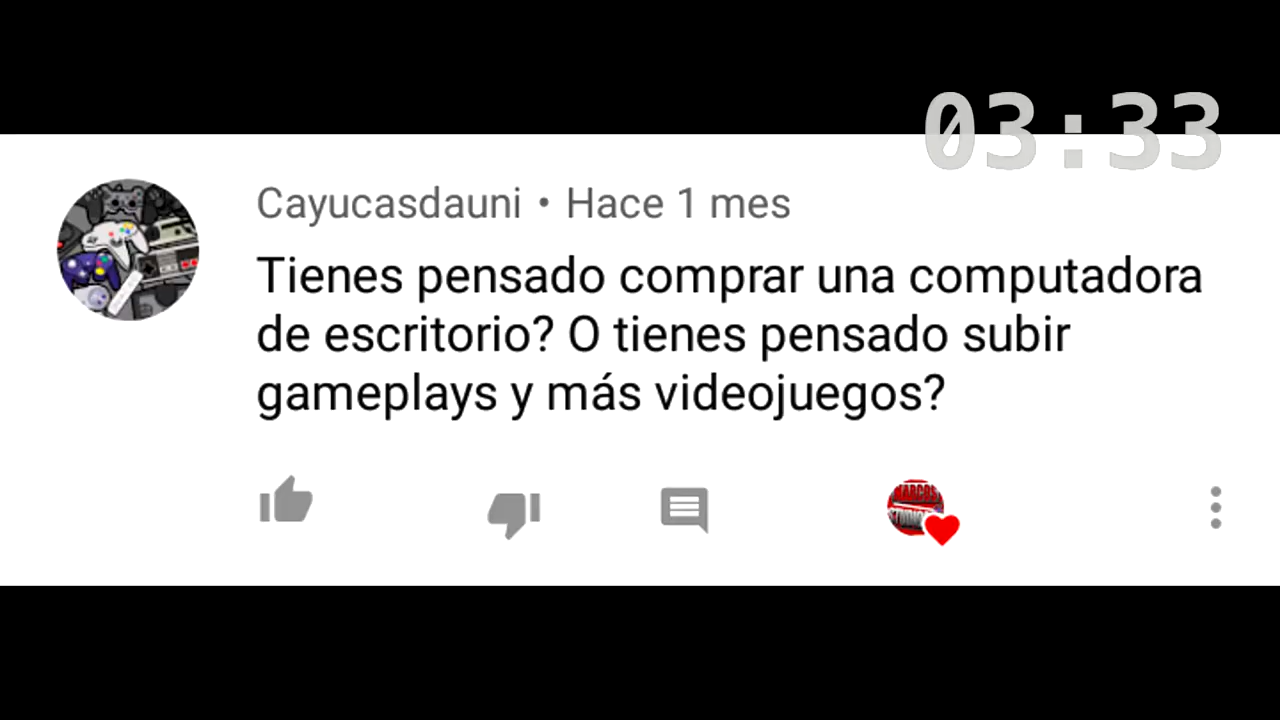 03:33
Cayucasdauni • Hace 1 mes
Tienes pensado comprar una computadora
de escritorio? O tienes pensado subir
gameplays y más videojuegos?
MARCOS